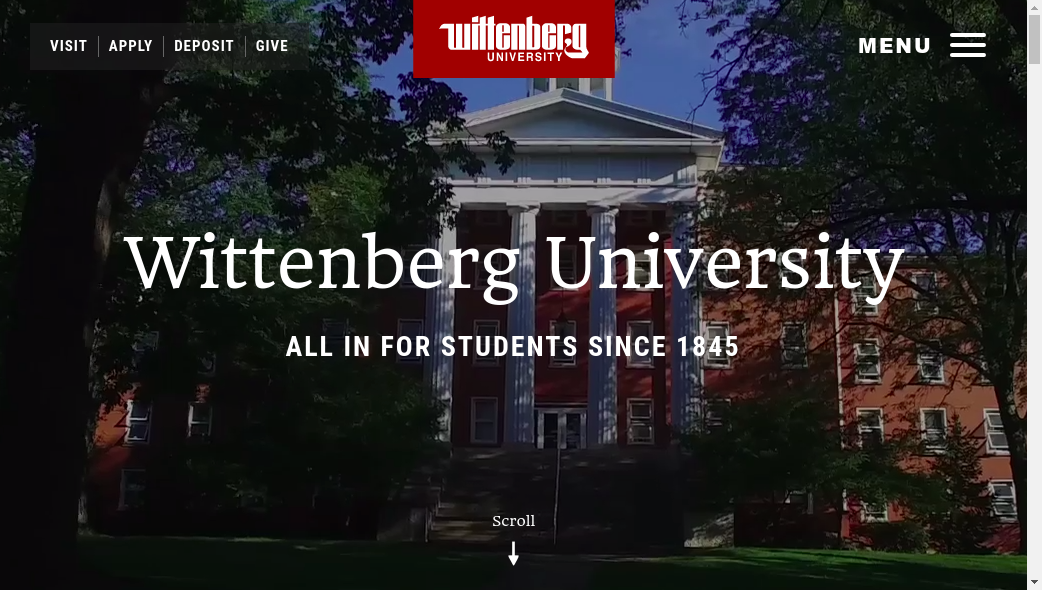 VISIT
APPLY
DEPOSIT
GIVE
wittenberg
UNIVERSITY
MENU
Wittenberg University
ALL IN FOR STUDENTS SINCE 1845
Scroll